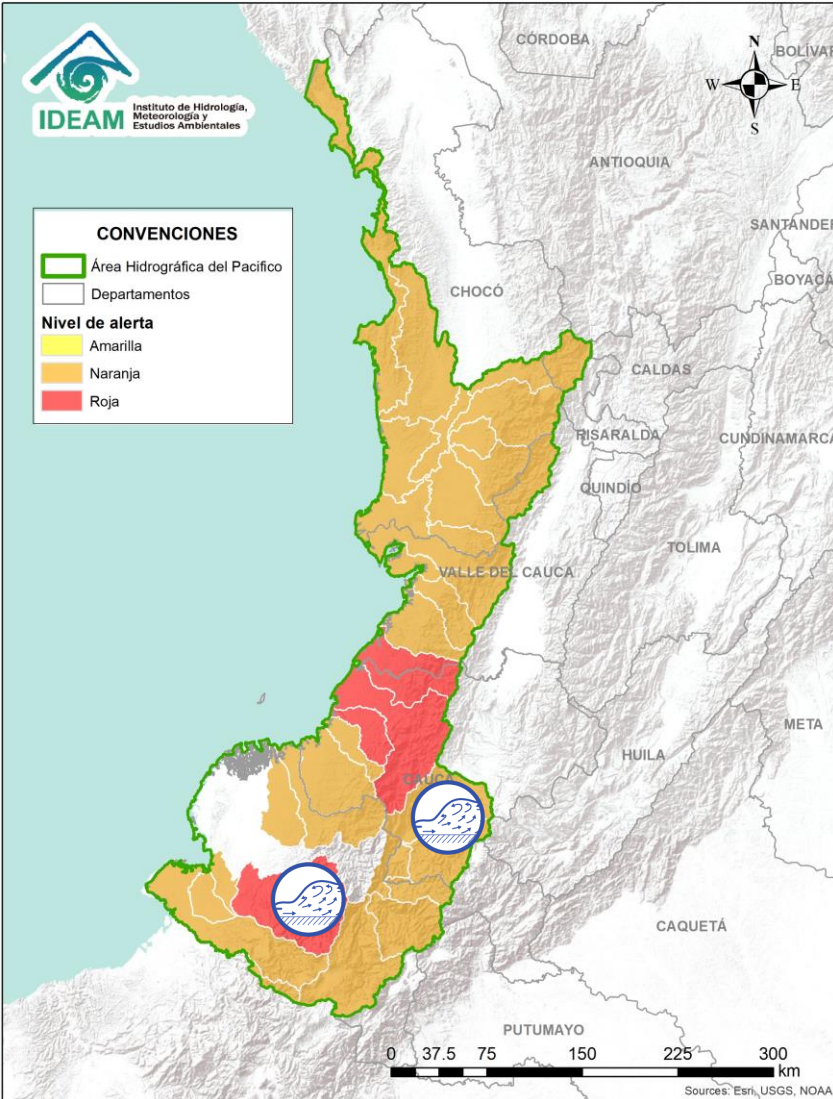 IDEAM
Instituto de Hidrología,
Meteorología y
Estudios Ambientales
CONVENCIONES
Área Hidrográfica del Pacifico
Departamentos
Nivel de alerta
Amarilla
Naranja
Roja
N
W
E
S
CÓRDOBA
BOLÍVAR
ANTIOQUIA
SANTANDER
BOYACÁ
CHOCÓ
CALDAS
RISARALDA
CUNDINAMARCA
QUINDÍO
TOLIMA
VALLE DEL CAUCA
META
HUILA
CAUCA
CAQUETÁ
PUTUMAYO
0 37.5 75 150 225 300
km
Sources: Esri, USGS, NOAA